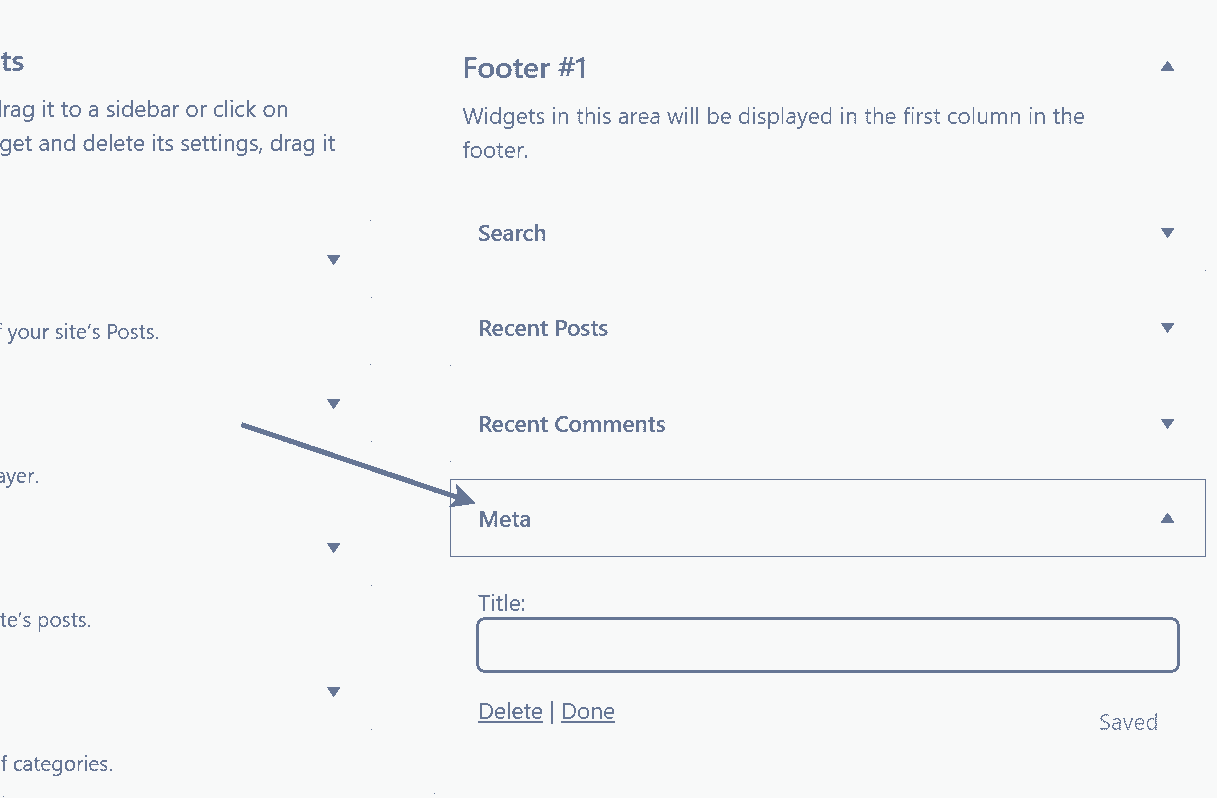 ts
drag it to a sidebar or click on
get and delete its settings, drag it
your site's Posts.
ayer.
te's posts.
f categories.
Footer #1
Widgets in this area will be displayed in the first column in the
footer.
Search
Recent Posts
Recent Comments
Meta
Title:
Delete | Done
Saved